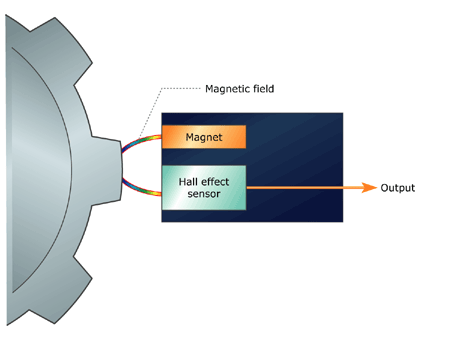 Magnetic field
Magnet
Hall effect
sensor
Output